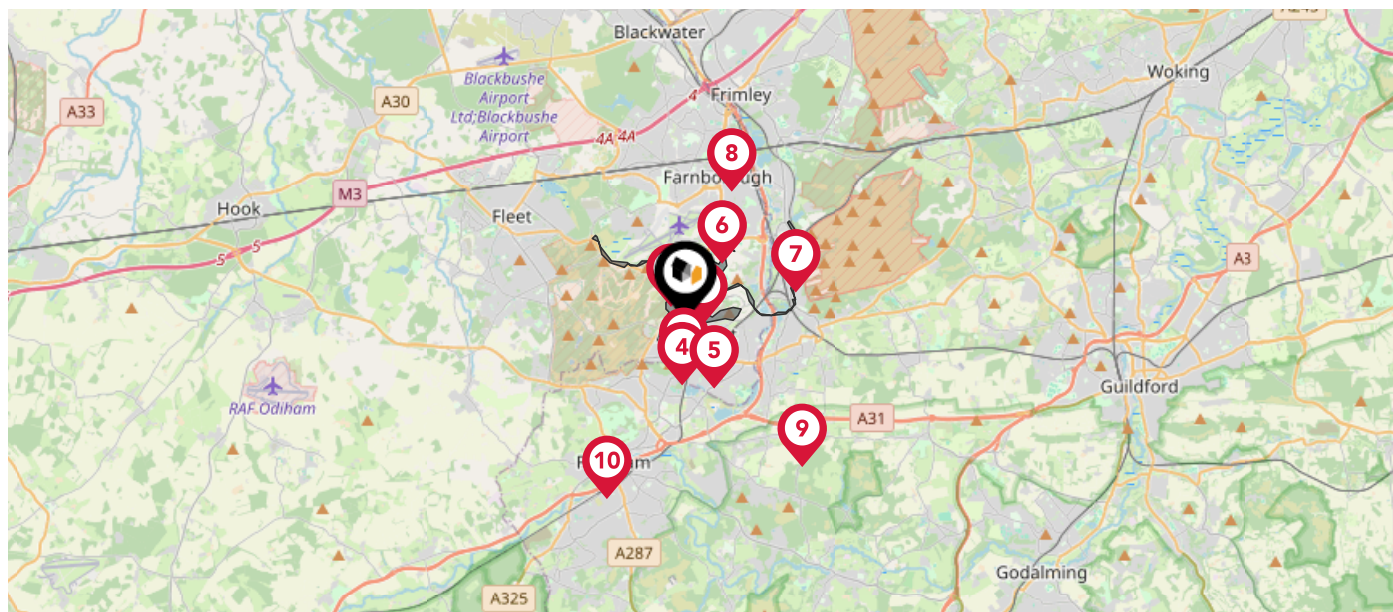 A245
Blackwater
Woking
Blackbushe
Airport
Ltd;Blackbushe
Airport
Frimley
4
A30
A33
4A
4A
8
M3
Farnborough
Hook
Fleet
6
5
5
7
A3
4
5
RAF Odiham
Guildford
A31
9
10
A287
Godalming
A325